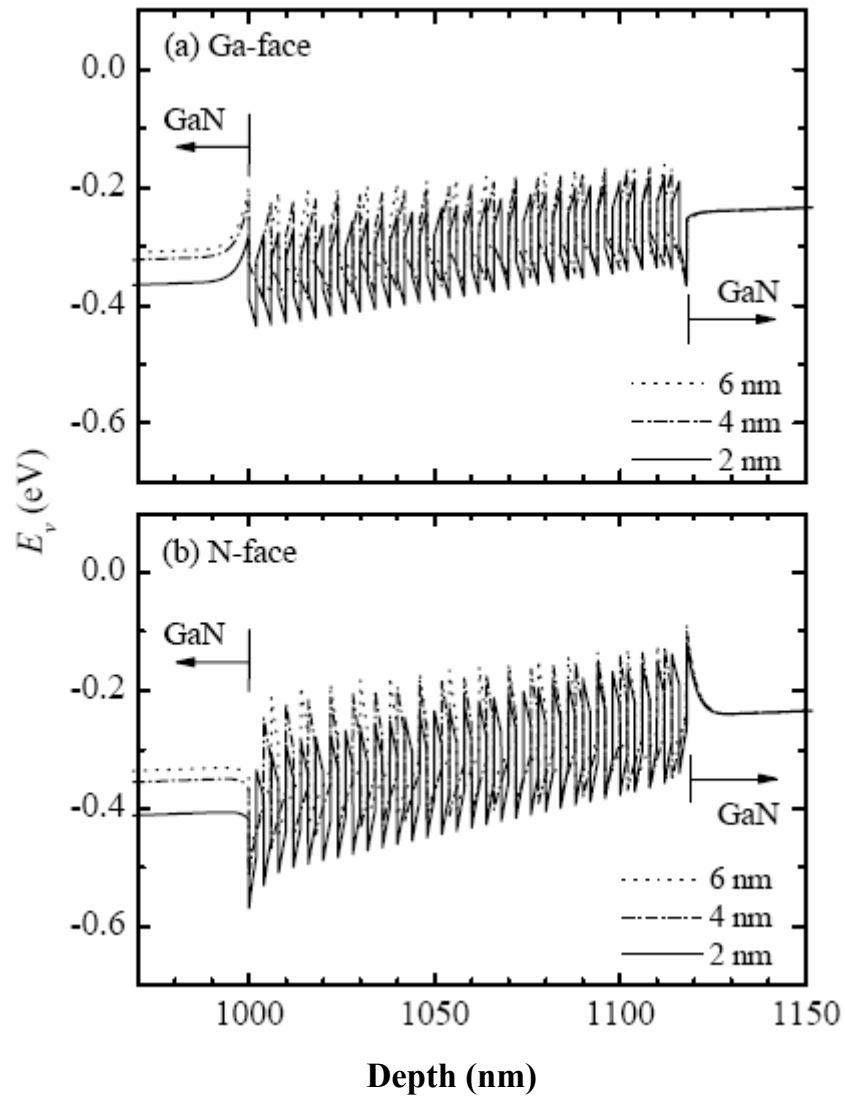 (a) Ga-face
0.0
GaN
-0.2
-0.4
GaN
6 nm
4 nm
-0.6
2 nm
E_v (eV)
(b) N-face
0.0
GaN
-0.2
-0.4
GaN
6 nm
4 nm
-0.6
2 nm
1000 1050 1100 1150
Depth (nm)